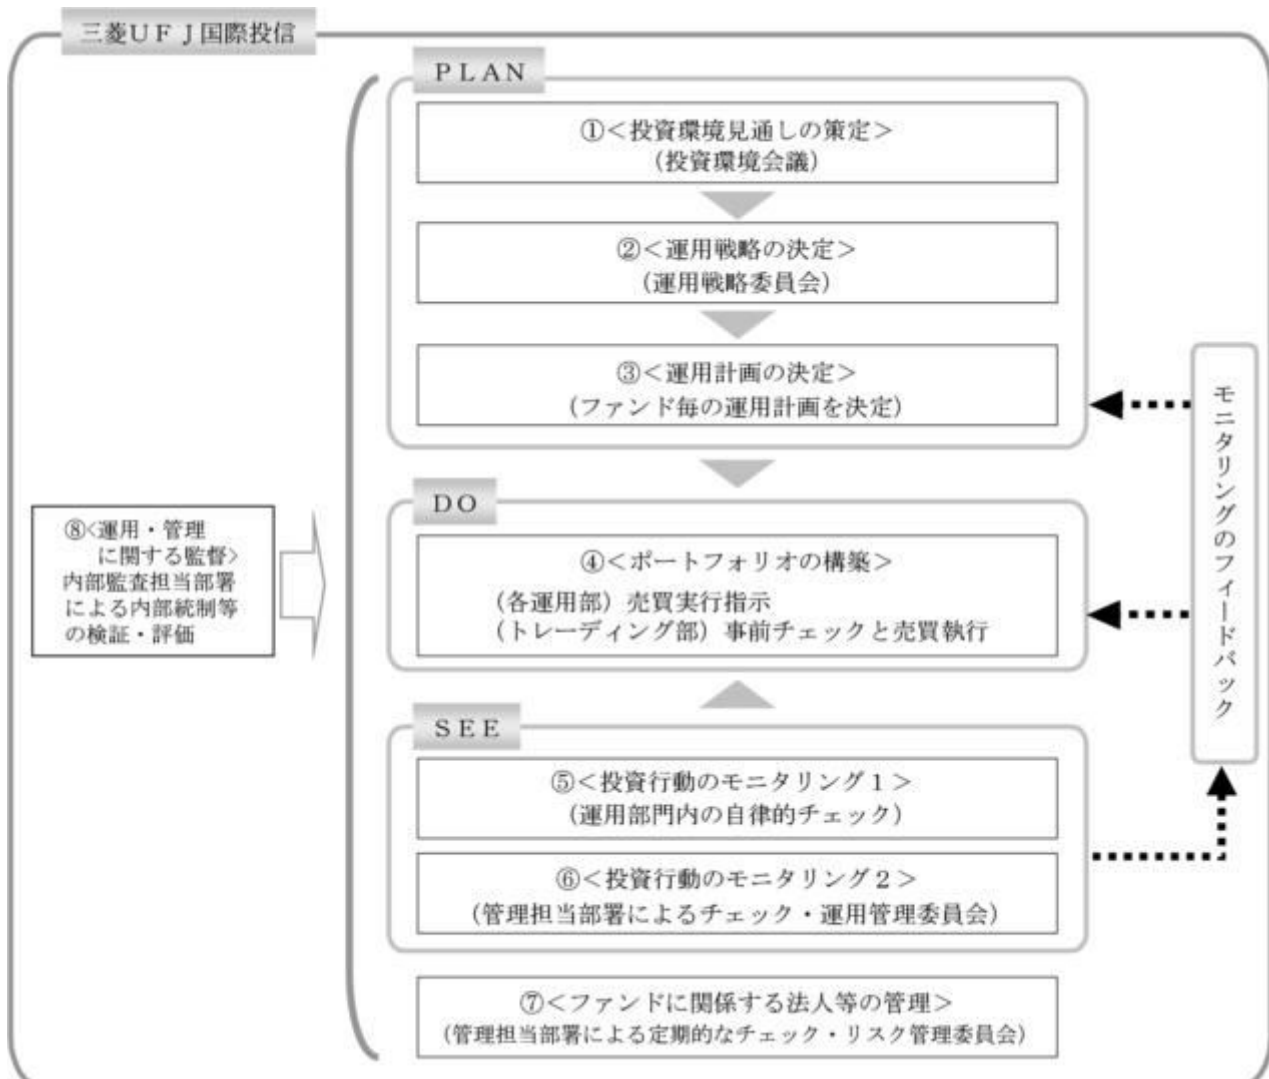 三菱ＵＦＪ国際投信
ＰＬＡＮ
①＜投資環境見通しの策定＞
（投資環境会議）
②＜運用戦略の決定＞
（運用戦略委員会）
③＜運用計画の決定＞
（ファンド毎の運用計画を決定）
ＤＯ
④＜ポートフォリオの構築＞
（各運用部）売買実行指示
（トレーディング部）事前チェックと売買執行
ＳＥＥ
⑤＜投資行動のモニタリング１＞
（運用部門内の自律的チェック）
⑥＜投資行動のモニタリング２＞
（管理担当部署によるチェック・運用管理委員会）
⑦＜ファンドに関係する法人等の管理＞
（管理担当部署による定期的なチェック・リスク管理委員会）
⑧<運用・管理
に関する監督>
内部監査担当部署
による内部統制等
の検証・評価
モニタリングのフィードバック